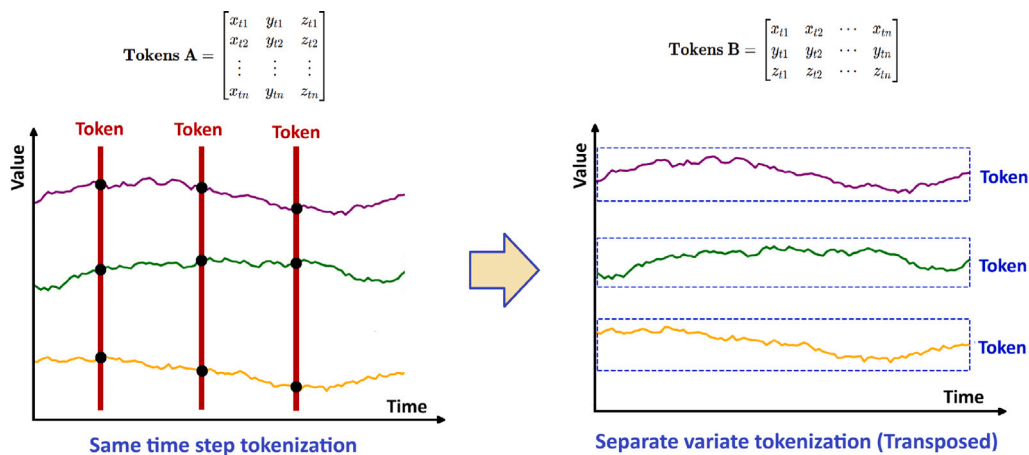 Tokens A = [x_{t1} y_{t1} z_{t1}
x_{t2} y_{t2} z_{t2}
⋮ ⋮ ⋮
x_{tn} y_{tn} z_{tn}]
Token Token Token
Value
Time
Same time step tokenization
Tokens B = [x_{t1} x_{t2} ⋯ x_{tn}
y_{t1} y_{t2} ⋯ y_{tn}
z_{t1} z_{t2} ⋯ z_{tn}]
Value
Token
Token
Token
Time
Separate variate tokenization (Transposed)